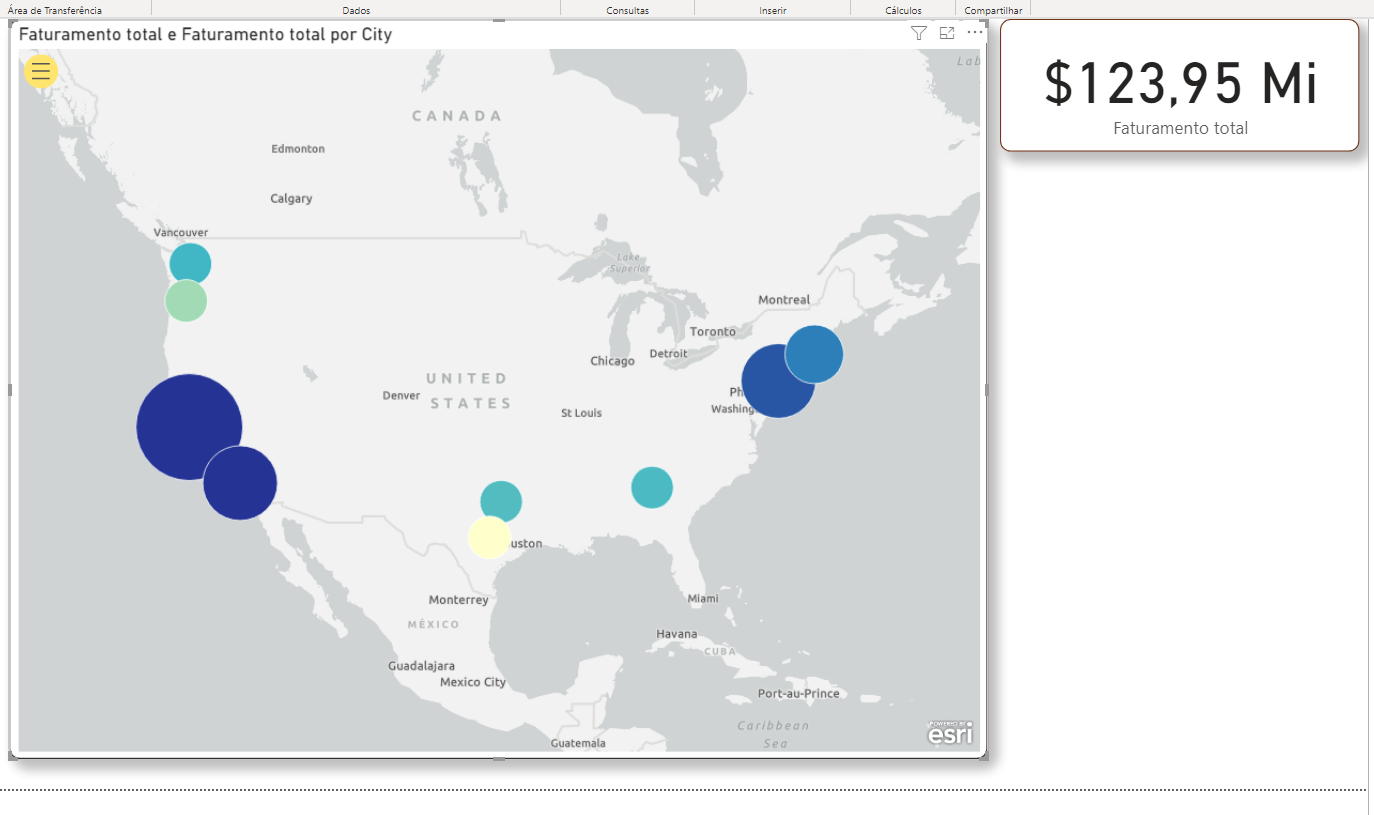 Área de Transferência
Dados
Consultas
Inserir
Cálculos
Compartilhar
Faturamento total e Faturamento total por City
$123,95 Mi
Faturamento total
Lab
CANADA
Edmonton
Calgary
Vancouver
Lake
Superior
Montreal
Toronto
Detroit
Chicago
UNITED
STATES
Denver
St Louis
Ph
Washing
uston
Monterrey
MÉXICO
Miami
Havana
CUBA
Guadalajara
Mexico City
Port-au-Prince
Caribbean
Sea
Guatemala
POWERED BY
esri